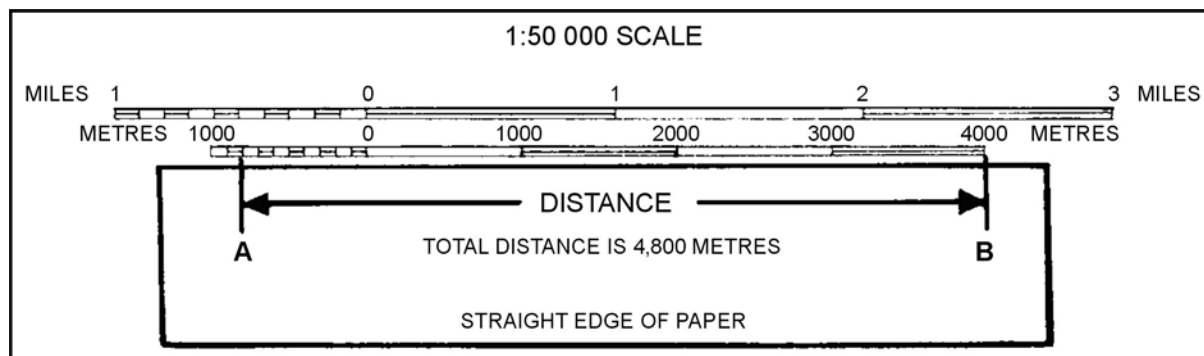 1:50 000 SCALE
MILES 1 0 1 2 3 MILES
METRES 1000 0 1000 2000 3000 4000 METRES
DISTANCE
A B
TOTAL DISTANCE IS 4,800 METRES
STRAIGHT EDGE OF PAPER